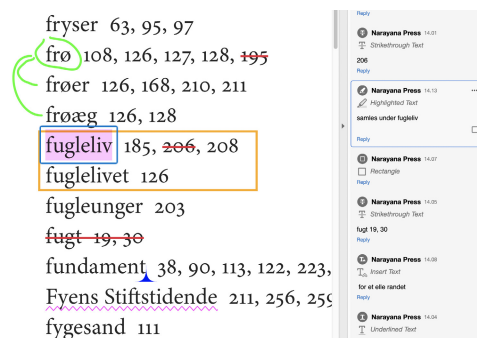 fryser 63, 95, 97
frø 108, 126, 127, 128, 195
frøer 126, 168, 210, 211
frøæg 126, 128
fugleliv 185, 206, 208
fuglelivet 126
fugleunger 203
fugt 19, 30
fundament 38, 90, 113, 122, 223,
Fyens Stiftstidende 211, 256, 259
fygesand 111
Reply
Narayana Press 14.01
Strikethrough Text
206
Reply
Narayana Press 14.13
Highlighted Text
samles under fugleliv
Reply
Narayana Press 14.07
Rectangle
Reply
Narayana Press 14.05
Strikethrough Text
fugt 19, 30
Reply
Narayana Press 14.08
Insert Text
for et elle randet
Reply
Narayana Press 14.04
Underlined Text